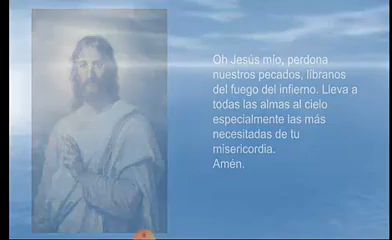 Oh Jesús mío, perdona
nuestros pecados, líbranos
del fuego del infierno. Lleva a
todas las almas al cielo
especialmente las más
necesitadas de tu
misericordia.
Amén.